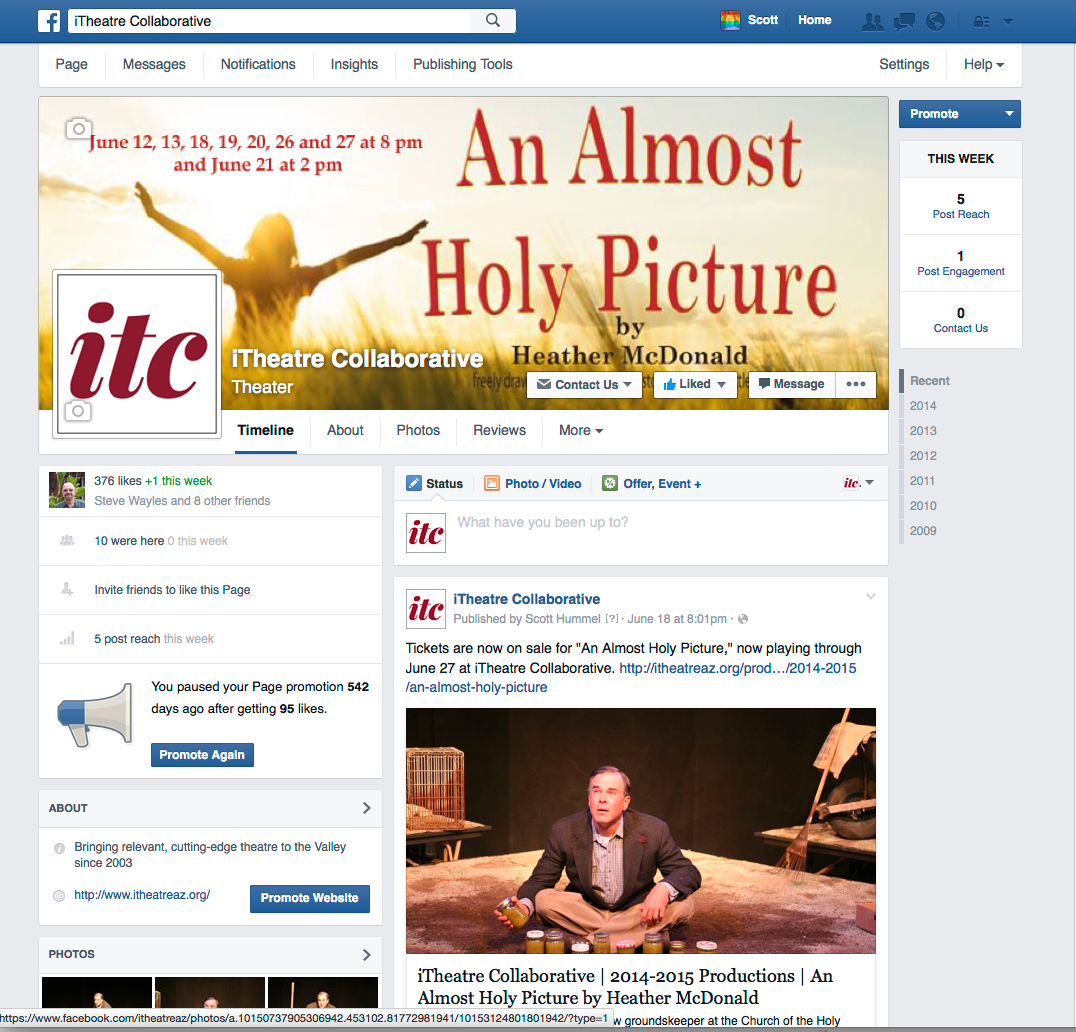 iTheatre Collaborative
Scott Home
Page Messages Notifications Insights Publishing Tools Settings Help
June 12, 13, 18, 19, 20, 26 and 27 at 8 pm
and June 21 at 2 pm
An Almost
Holy Picture
by
Heather McDonald
freely draw
itc
iTheatre Collaborative
Theater
Contact Us Liked Message •••
Timeline About Photos Reviews More
Promote
THIS WEEK
5
Post Reach
1
Post Engagement
0
Contact Us
Recent
2014
2013
2012
2011
2010
2009
376 likes +1 this week
Steve Wayles and 8 other friends
10 were here 0 this week
Invite friends to like this Page
5 post reach this week
You paused your Page promotion 542
days ago after getting 95 likes.
Promote Again
ABOUT
Bringing relevant, cutting-edge theatre to the Valley
since 2003
http://www.itheatreaz.org/
Promote Website
PHOTOS
Status Photo / Video Offer, Event + itc.
itc
What have you been up to?
itc
iTheatre Collaborative
Published by Scott Hummel [?] · June 18 at 8:01pm ·
Tickets are now on sale for "An Almost Holy Picture," now playing through
June 27 at iTheatre Collaborative. http://itheatreaz.org/prod…/2014-2015
/an-almost-holy-picture
iTheatre Collaborative | 2014-2015 Productions | An
Almost Holy Picture by Heather McDonald
w groundskeeper at the Church of the Holy
https://www.facebook.com/itheatreaz/photos/a.10150737905306942.453102.81772981941/10153124801801942/?type=1